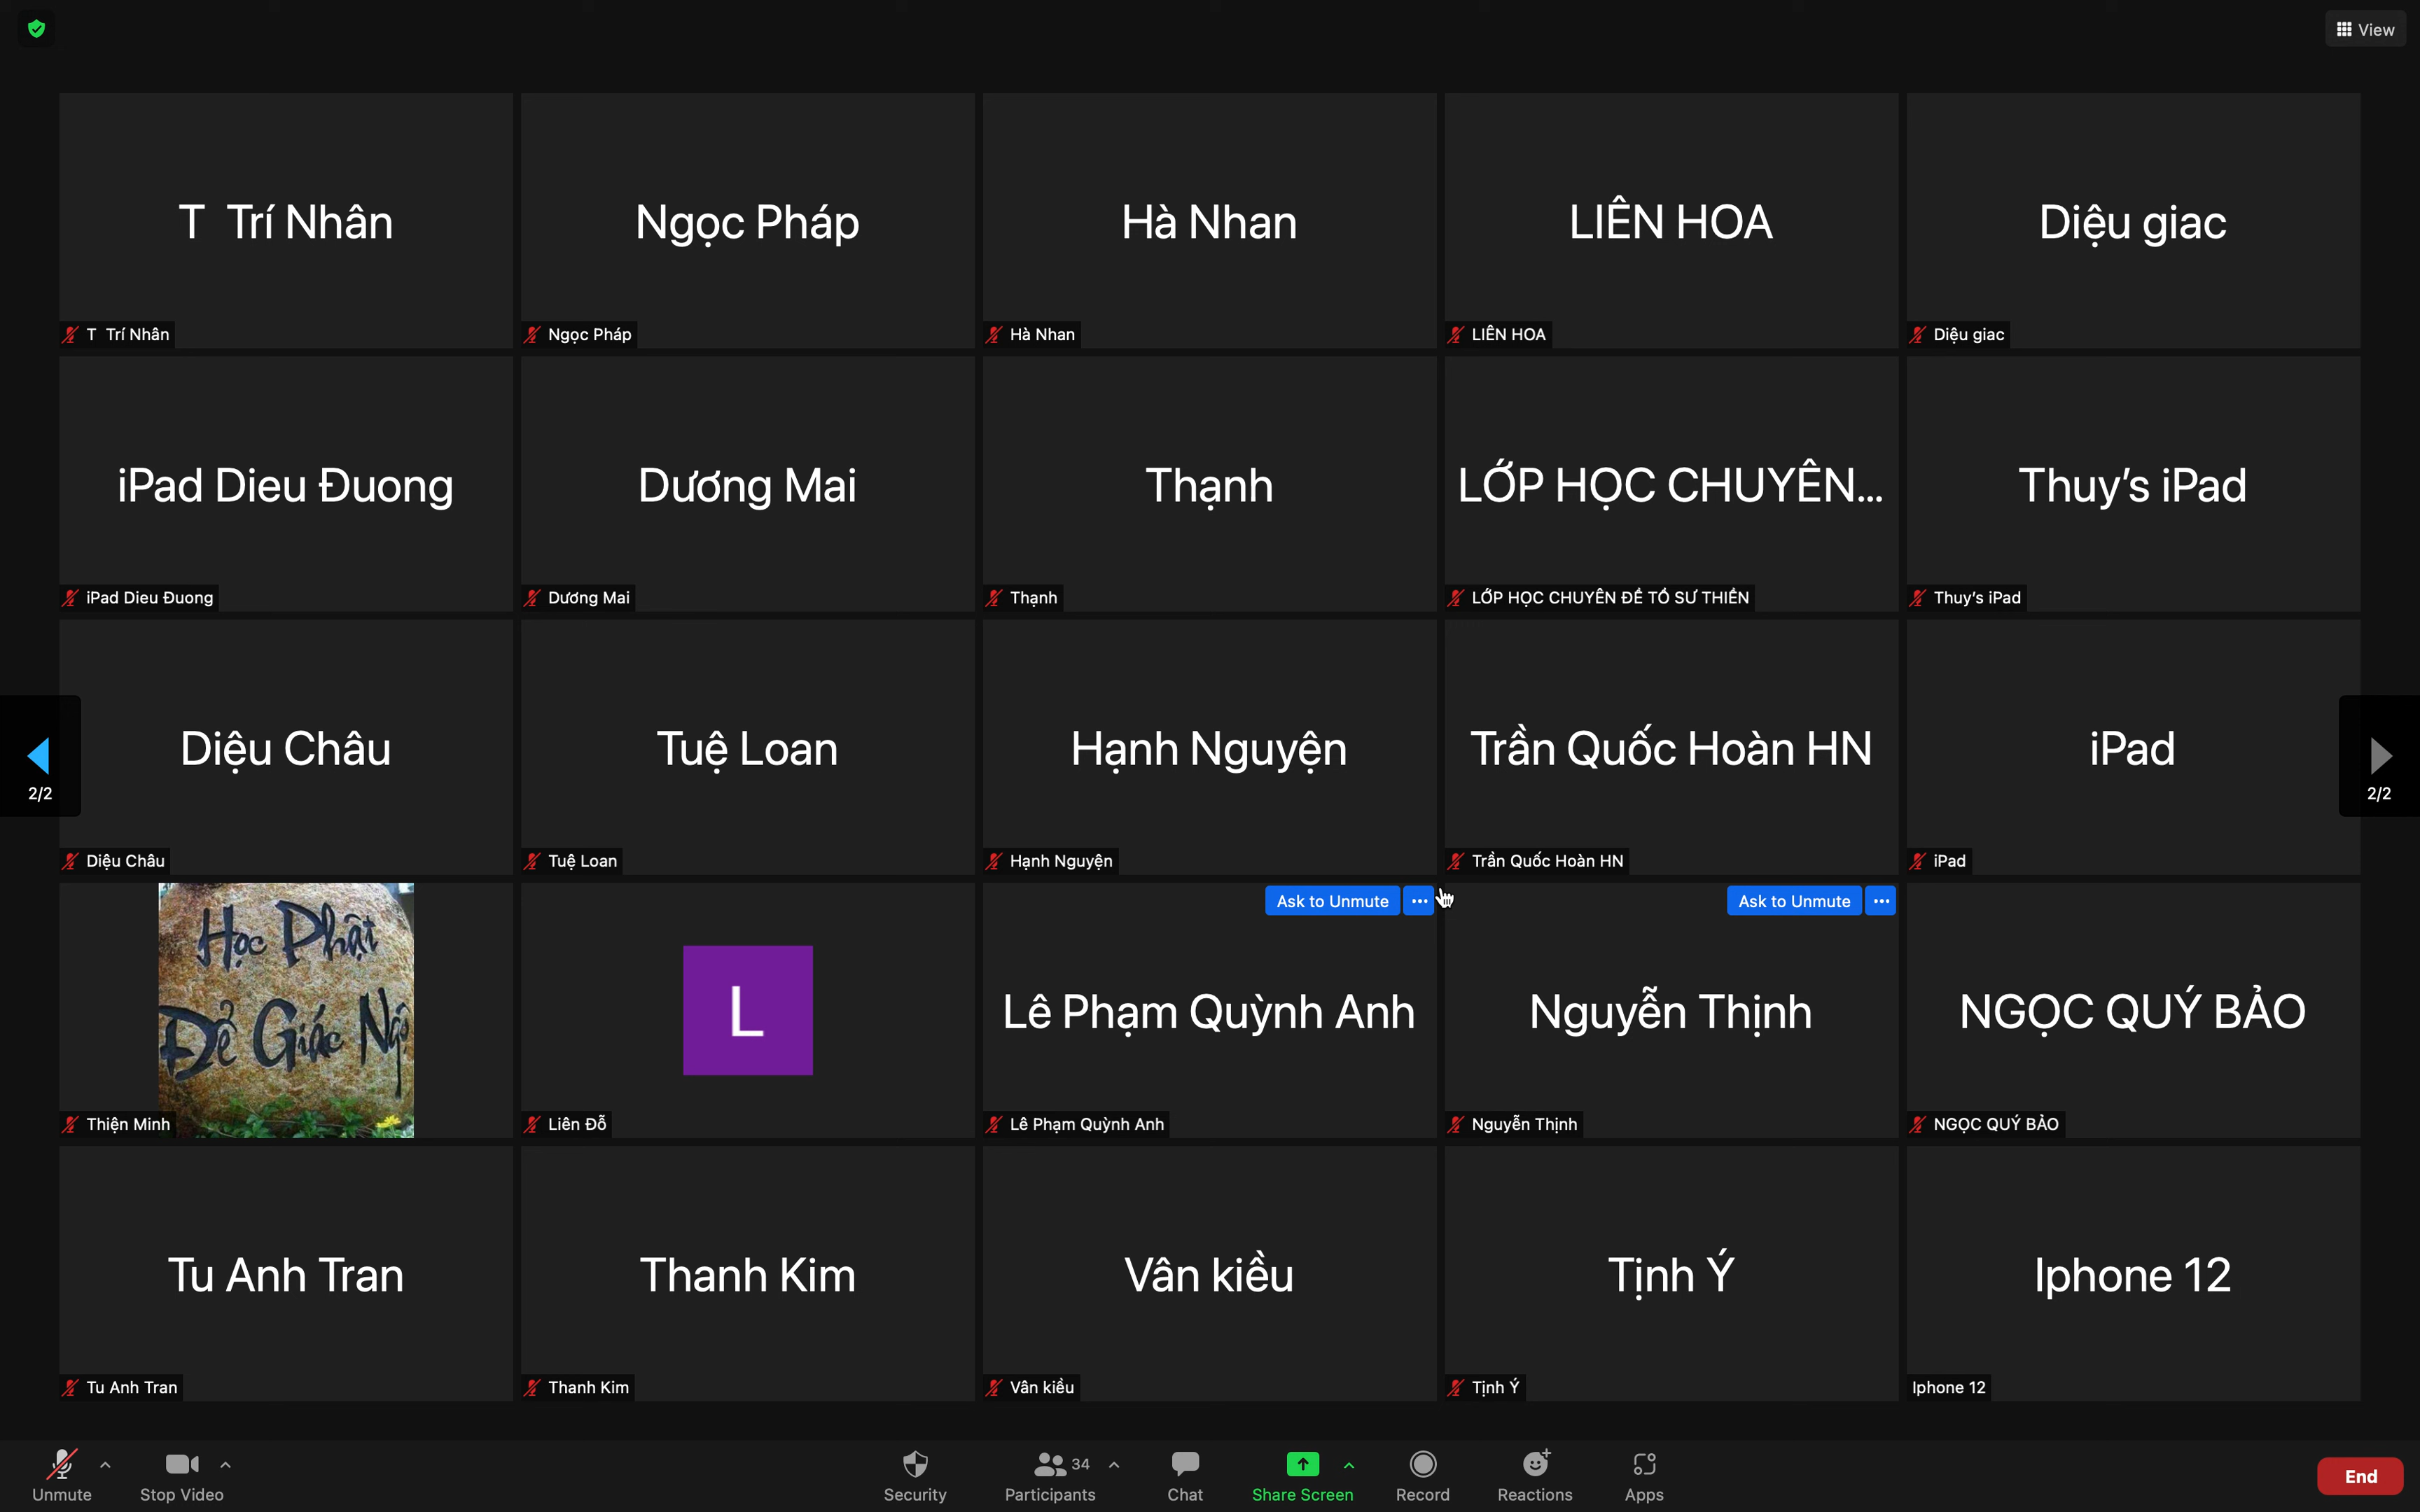 View
T Trí Nhân
Ngọc Pháp
Hà Nhan
LIÊN HOA
Diệu giac
T Trí Nhân
Ngọc Pháp
Hà Nhan
LIÊN HOA
Diệu giac
iPad Dieu Đuong
Dương Mai
Thạnh
LỚP HỌC CHUYÊN...
Thuy's iPad
iPad Dieu Đuong
Dương Mai
Thạnh
LỚP HỌC CHUYÊN ĐỀ TỔ SƯ THIỀN
Thuy's iPad
Diệu Châu
Tuệ Loan
Hạnh Nguyện
Trần Quốc Hoàn HN
iPad
2/2
2/2
Diệu Châu
Tuệ Loan
Hạnh Nguyện
Trần Quốc Hoàn HN
iPad
Ask to Unmute
Ask to Unmute
Học Phật
Để Giác Ngộ
L
Lê Phạm Quỳnh Anh
Nguyễn Thịnh
NGỌC QUÝ BẢO
Thiện Minh
Liên Đỗ
Lê Phạm Quỳnh Anh
Nguyễn Thịnh
NGỌC QUÝ BẢO
Tu Anh Tran
Thanh Kim
Vân kiều
Tịnh Ý
Iphone 12
Tu Anh Tran
Thanh Kim
Vân kiều
Tịnh Ý
Iphone 12
34
Unmute
Stop Video
Security
Participants
Chat
Share Screen
Record
Reactions
Apps
End